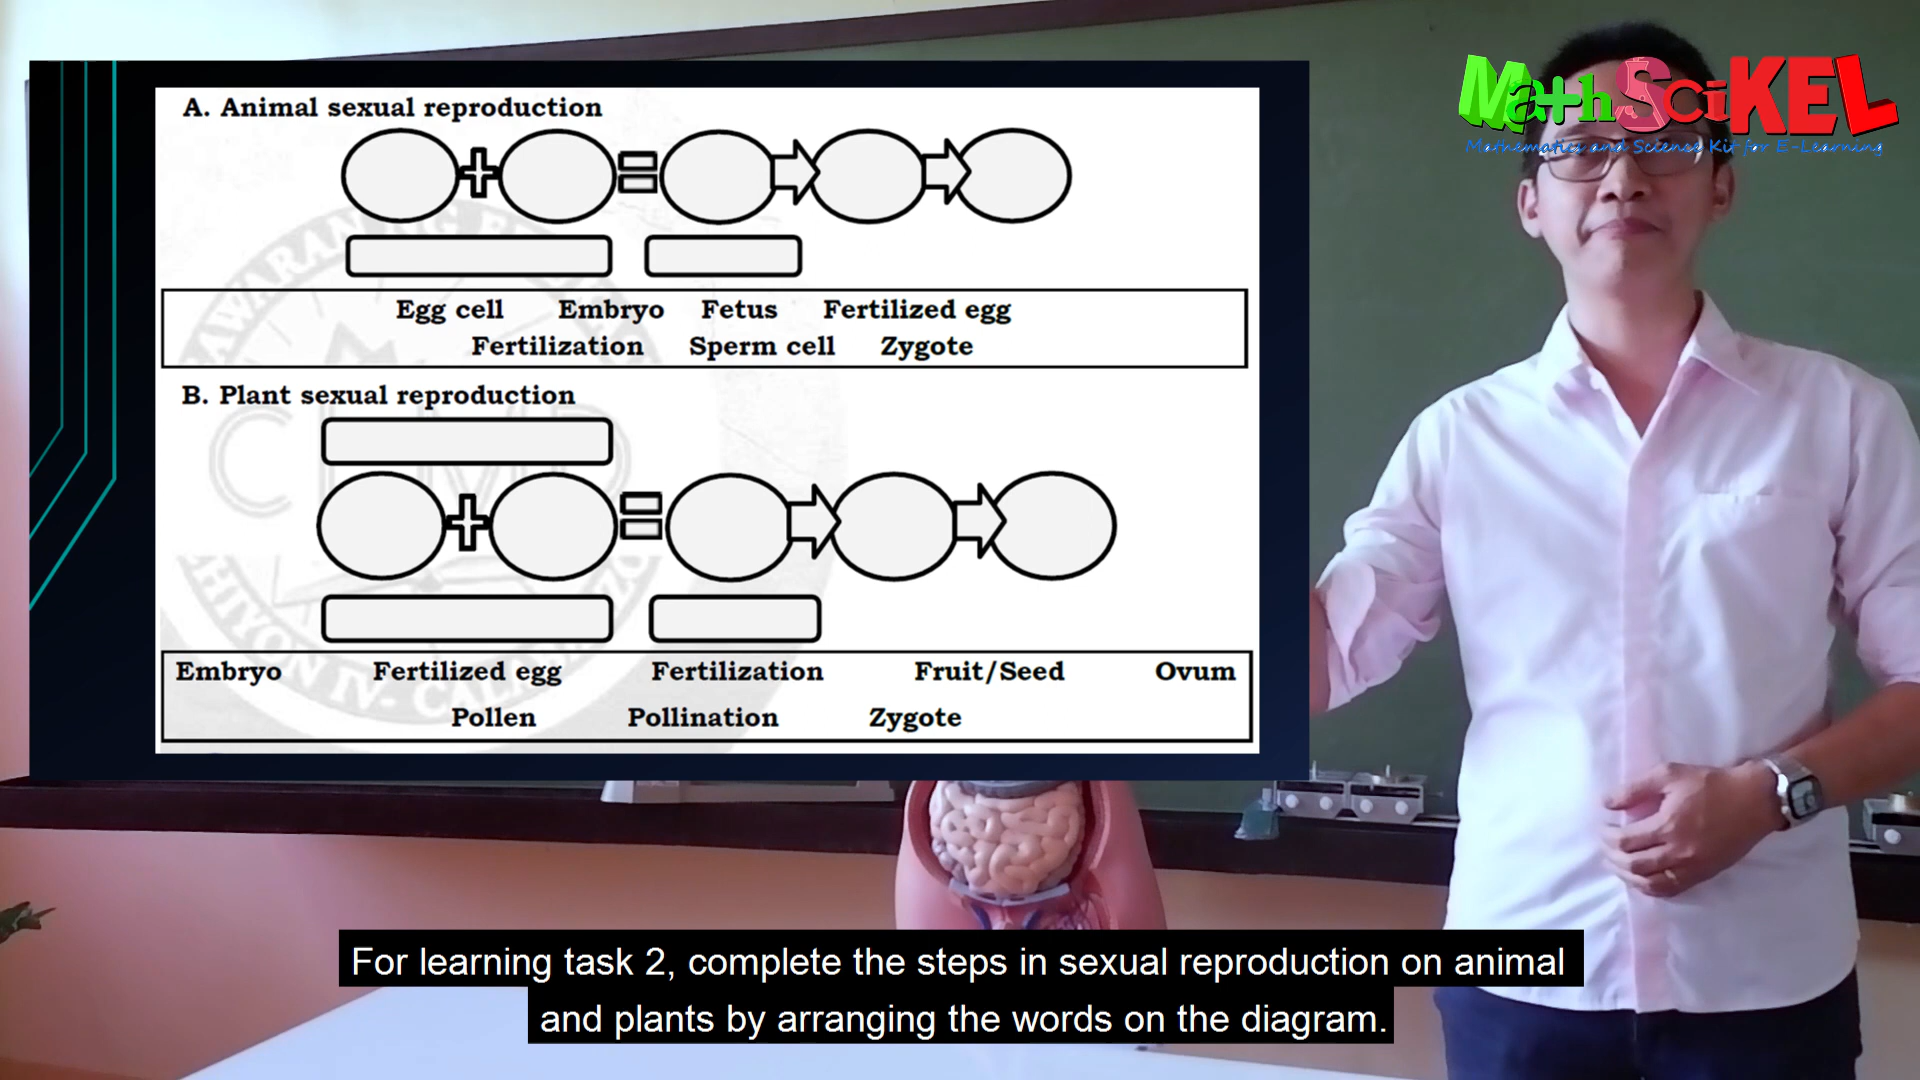 MathSciKEL
Mathematics and Science Kit for E-Learning
A. Animal sexual reproduction
Egg cell Embryo Fetus Fertilized egg
Fertilization Sperm cell Zygote
B. Plant sexual reproduction
Embryo Fertilized egg Fertilization Fruit/Seed Ovum
Pollen Pollination Zygote
For learning task 2, complete the steps in sexual reproduction on animal
and plants by arranging the words on the diagram.